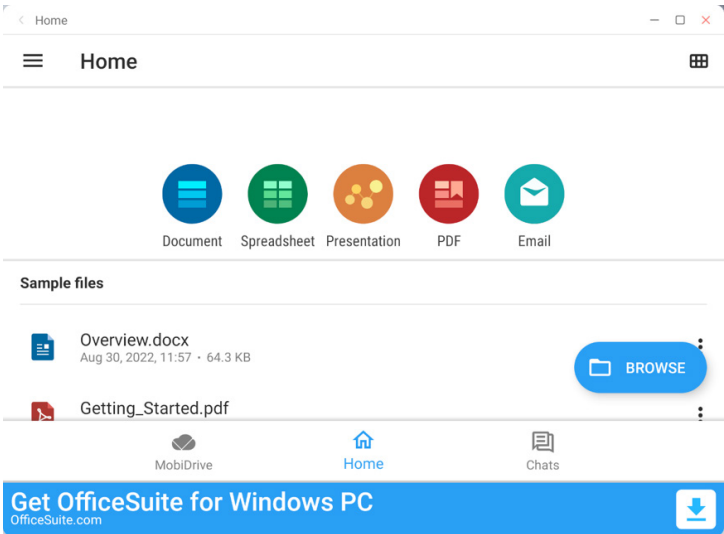 Home
Home
Document Spreadsheet Presentation PDF Email
Sample files
Overview.docx
Aug 30, 2022, 11:57 • 64.3 KB
BROWSE
Getting_Started.pdf
MobiDrive Home Chats
Get OfficeSuite for Windows PC
OfficeSuite.com